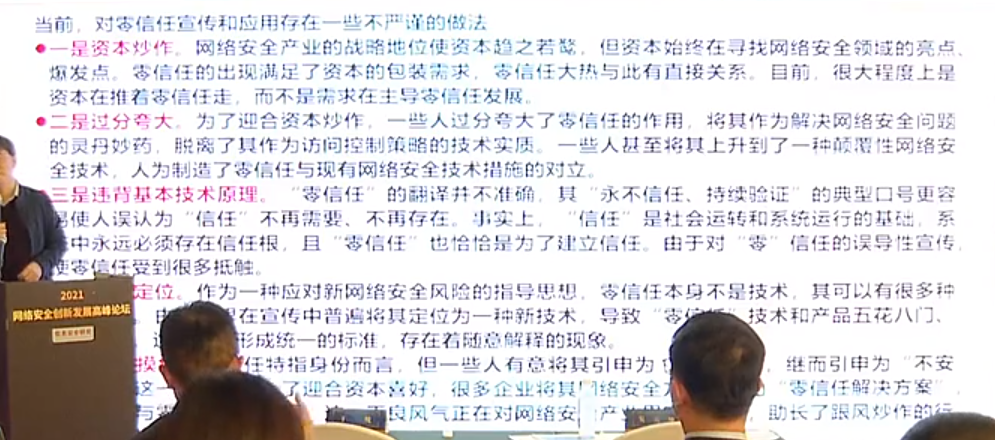 当前，对零信任宣传和应用存在一些不严谨的做法
●一是资本炒作。网络安全产业的战略地位使资本趋之若鹜，但资本始终在寻找网络安全领域的亮点、
爆发点。零信任的出现满足了资本的包装需求，零信任大热与此有直接关系。目前，很大程度上是
资本在推着零信任走，而不是需求在主导零信任发展。
●二是过分夸大。为了迎合资本炒作，一些人过分夸大了零信任的作用，将其作为解决网络安全问题
的灵丹妙药，脱离了其作为访问控制策略的技术实质。一些人甚至将其上升到了一种颠覆性网络安
全技术，人为制造了零信任与现有网络安全技术措施的对立。
三是违背基本技术原理。“零信任”的翻译并不准确，其“永不信任、持续验证”的典型口号更容
易使人误认为“信任”不再需要、不再存在。事实上，“信任”是社会运转和系统运行的基础，系
中永远必须存在信任根，且“零信任”也恰恰是为了建立信任。由于对“零”信任的误导性宣传，
使零信任受到很多抵触。
定位。作为一种应对新网络安全风险的指导思想，零信任本身不是技术，其可以有很多种
在宣传中普遍将其定位为一种新技术，导致“零信任”技术和产品五花八门、
形成统一的标准，存在着随意解释的现象。
任特指身份而言，但一些人有意将其引申为 继而引申为“不安
这一 了迎合资本喜好，很多企业将其网络安全 “零信任解决方案”，
与 良风气正在对网络安全产业 助长了跟风炒作的行
2021
网络安全创新发展高峰论坛